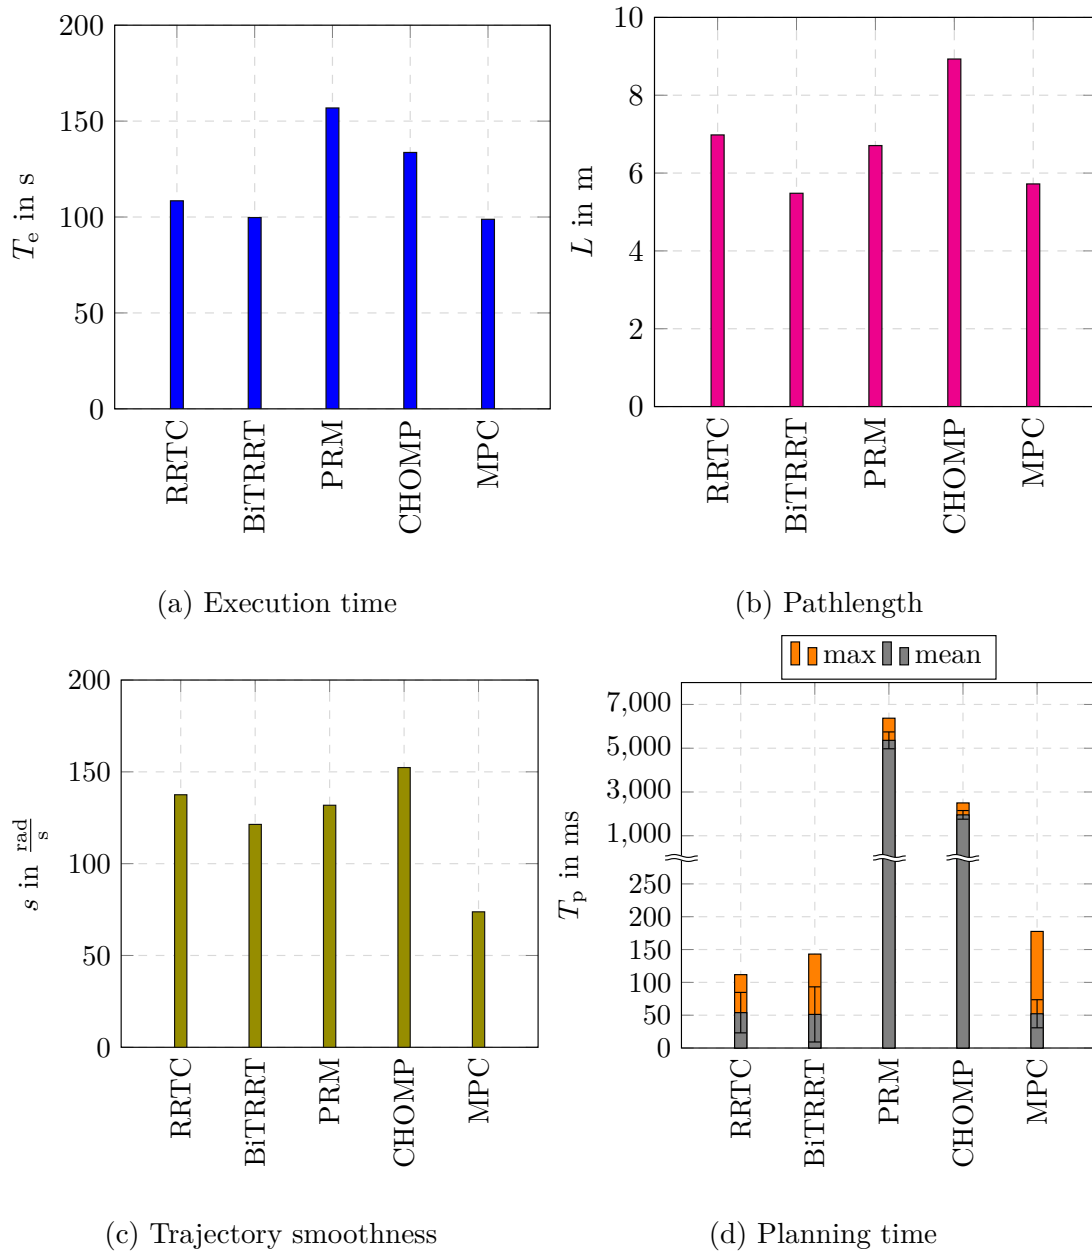 200
150
100
50
0
T_e in s
RRTC
BiTRRT
PRM
CHOMP
MPC
(a) Execution time
10
8
6
4
2
0
L in m
RRTC
BiTRRT
PRM
CHOMP
MPC
(b) Pathlength
200
150
100
50
0
s in rad/s
RRTC
BiTRRT
PRM
CHOMP
MPC
(c) Trajectory smoothness
max mean
7,000
5,000
3,000
1,000
250
200
150
100
50
0
T_p in ms
RRTC
BiTRRT
PRM
CHOMP
MPC
(d) Planning time